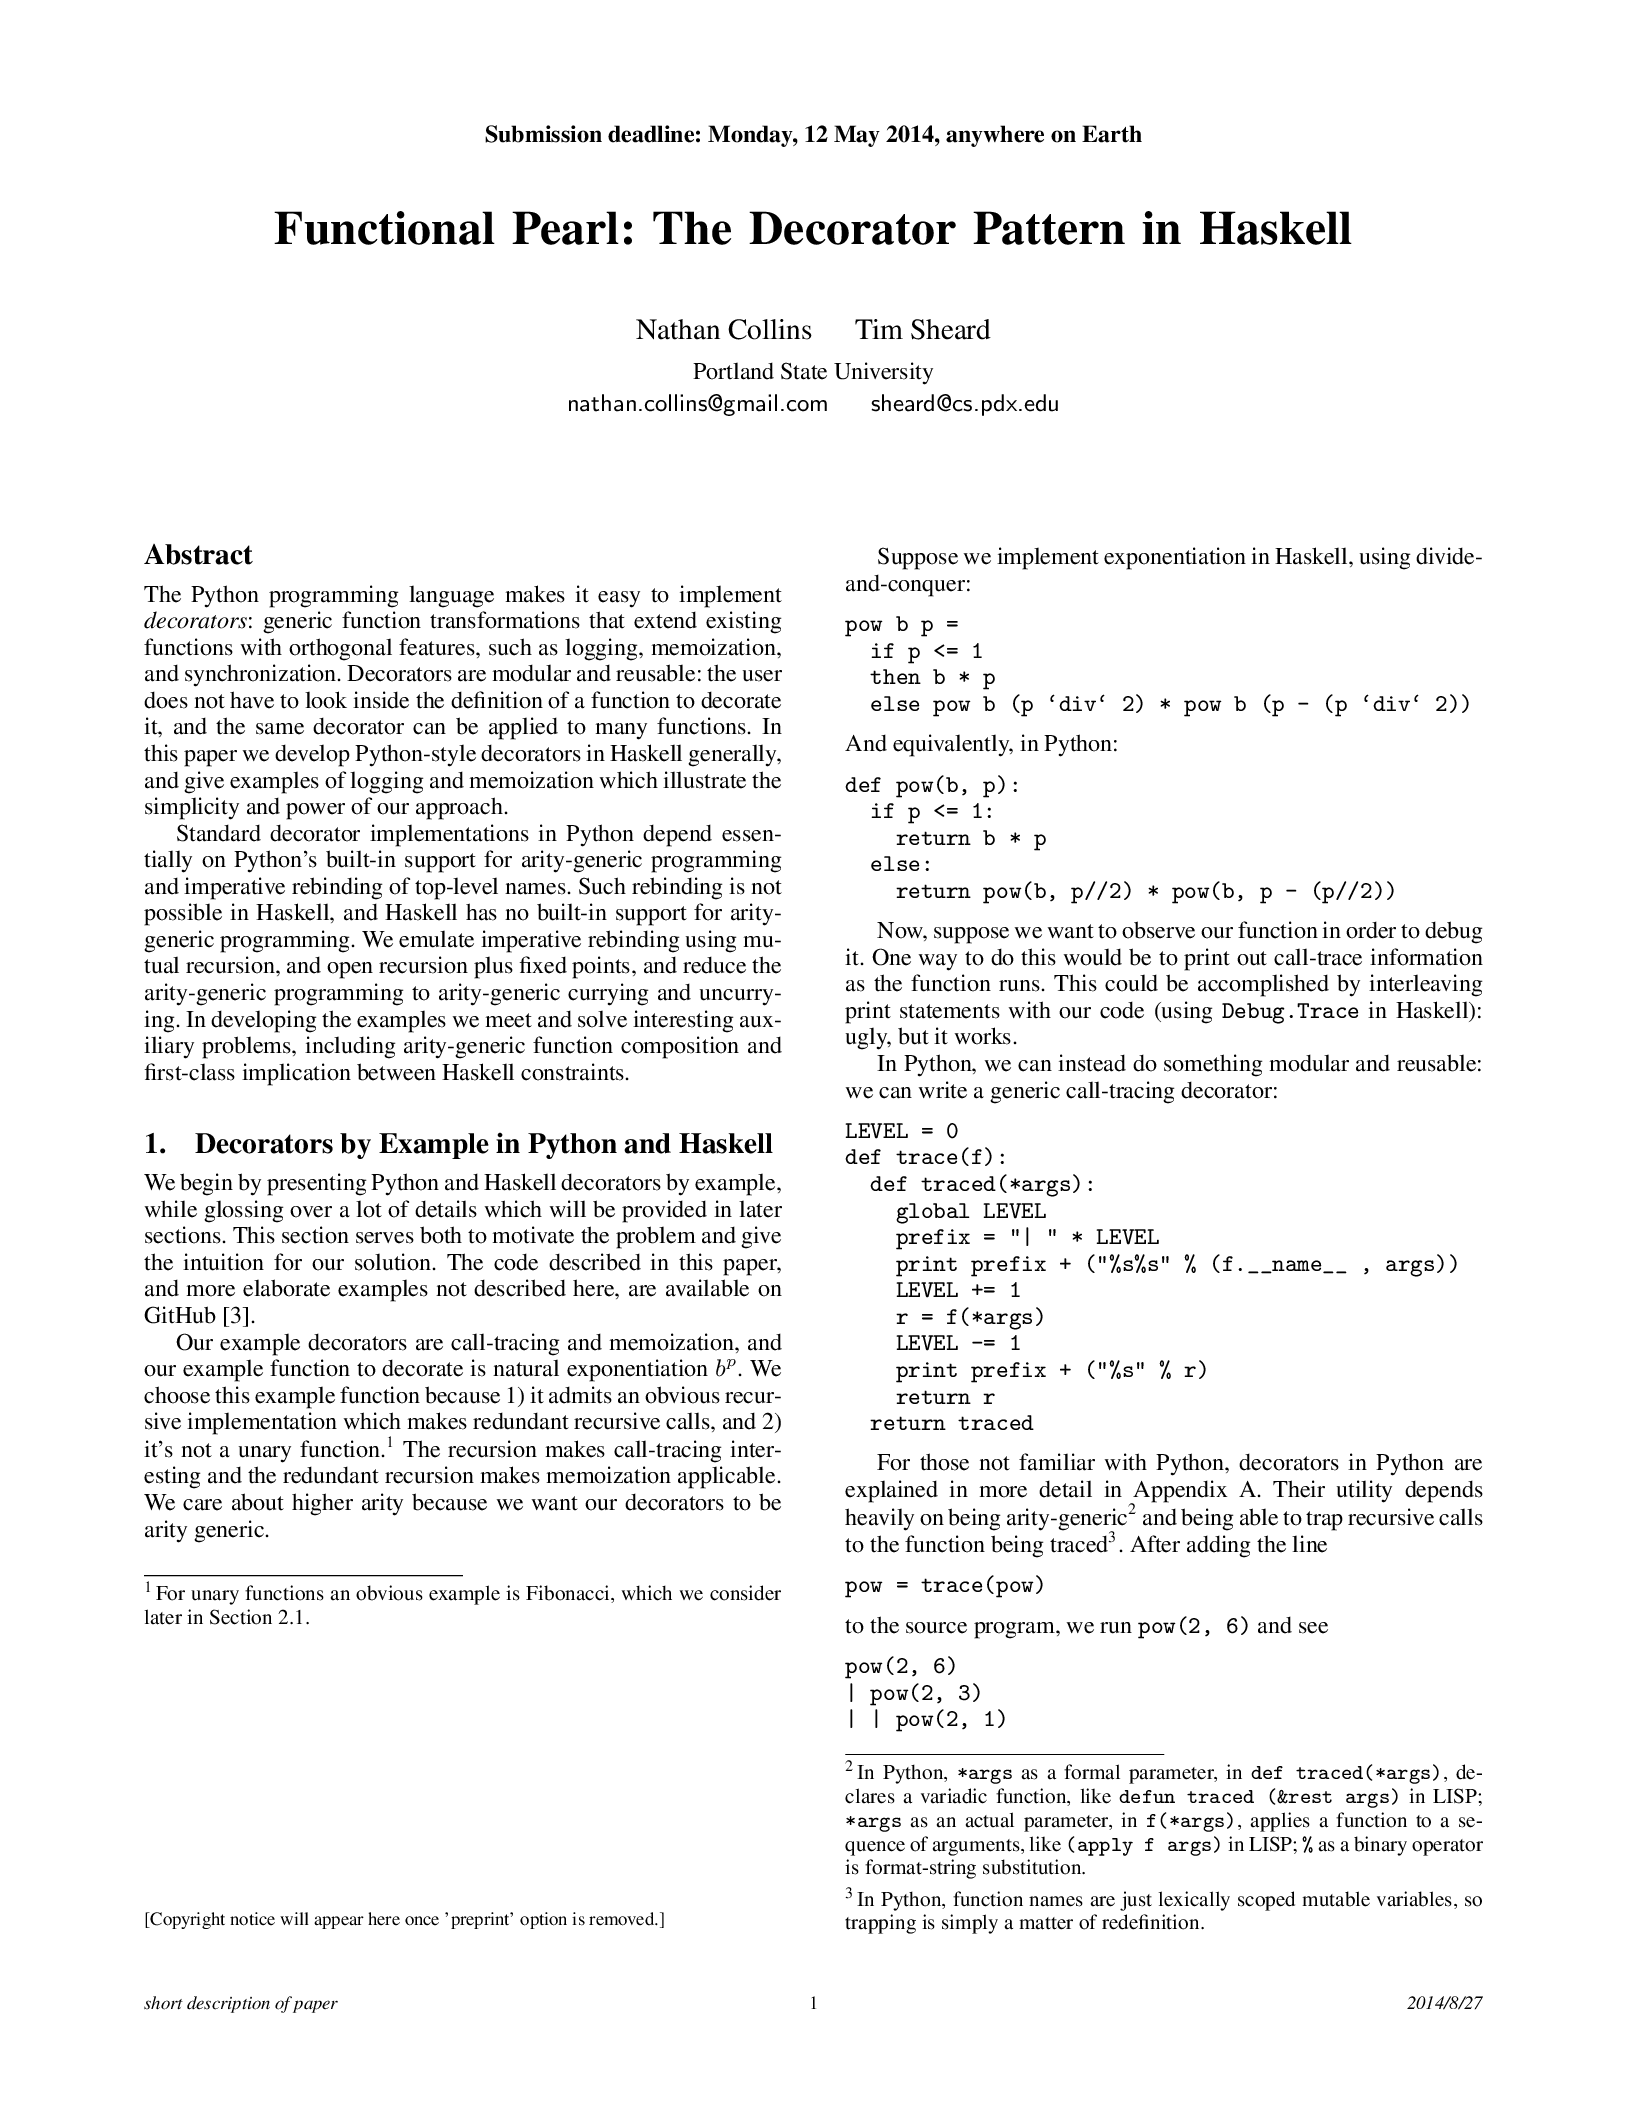 Submission deadline: Monday, 12 May 2014, anywhere on Earth
Functional Pearl: The Decorator Pattern in Haskell
Nathan Collins Tim Sheard
Portland State University
nathan.collins@gmail.com sheard@cs.pdx.edu
Abstract
The Python programming language makes it easy to implement
decorators: generic function transformations that extend existing
functions with orthogonal features, such as logging, memoization,
and synchronization. Decorators are modular and reusable: the user
does not have to look inside the definition of a function to decorate
it, and the same decorator can be applied to many functions. In
this paper we develop Python-style decorators in Haskell generally,
and give examples of logging and memoization which illustrate the
simplicity and power of our approach.
Standard decorator implementations in Python depend essen-
tially on Python's built-in support for arity-generic programming
and imperative rebinding of top-level names. Such rebinding is not
possible in Haskell, and Haskell has no built-in support for arity-
generic programming. We emulate imperative rebinding using mu-
tual recursion, and open recursion plus fixed points, and reduce the
arity-generic programming to arity-generic currying and uncurry-
ing. In developing the examples we meet and solve interesting aux-
iliary problems, including arity-generic function composition and
first-class implication between Haskell constraints.
1. Decorators by Example in Python and Haskell
We begin by presenting Python and Haskell decorators by example,
while glossing over a lot of details which will be provided in later
sections. This section serves both to motivate the problem and give
the intuition for our solution. The code described in this paper,
and more elaborate examples not described here, are available on
GitHub [3].
Our example decorators are call-tracing and memoization, and
our example function to decorate is natural exponentiation b^p. We
choose this example function because 1) it admits an obvious recur-
sive implementation which makes redundant recursive calls, and 2)
it's not a unary function.1 The recursion makes call-tracing inter-
esting and the redundant recursion makes memoization applicable.
We care about higher arity because we want our decorators to be
arity generic.
1 For unary functions an obvious example is Fibonacci, which we consider
later in Section 2.1.
[Copyright notice will appear here once 'preprint' option is removed.]
Suppose we implement exponentiation in Haskell, using divide-
and-conquer:
pow b p =
  if p <= 1
  then b * p
  else pow b (p ‘div‘ 2) * pow b (p - (p ‘div‘ 2))
And equivalently, in Python:
def pow(b, p):
  if p <= 1:
    return b * p
  else:
    return pow(b, p//2) * pow(b, p - (p//2))
Now, suppose we want to observe our function in order to debug
it. One way to do this would be to print out call-trace information
as the function runs. This could be accomplished by interleaving
print statements with our code (using Debug.Trace in Haskell):
ugly, but it works.
In Python, we can instead do something modular and reusable:
we can write a generic call-tracing decorator:
LEVEL = 0
def trace(f):
  def traced(*args):
    global LEVEL
    prefix = "| " * LEVEL
    print prefix + ("%s%s" % (f.__name__ , args))
    LEVEL += 1
    r = f(*args)
    LEVEL -= 1
    print prefix + ("%s" % r)
    return r
  return traced
For those not familiar with Python, decorators in Python are
explained in more detail in Appendix A. Their utility depends
heavily on being arity-generic2 and being able to trap recursive calls
to the function being traced3. After adding the line
pow = trace(pow)
to the source program, we run pow(2, 6) and see
pow(2, 6)
| pow(2, 3)
| | pow(2, 1)
2 In Python, *args as a formal parameter, in def traced(*args), de-
clares a variadic function, like defun traced (&rest args) in LISP;
*args as an actual parameter, in f(*args), applies a function to a se-
quence of arguments, like (apply f args) in LISP; % as a binary operator
is format-string substitution.
3 In Python, function names are just lexically scoped mutable variables, so
trapping is simply a matter of redefinition.
short description of paper 1 2014/8/27